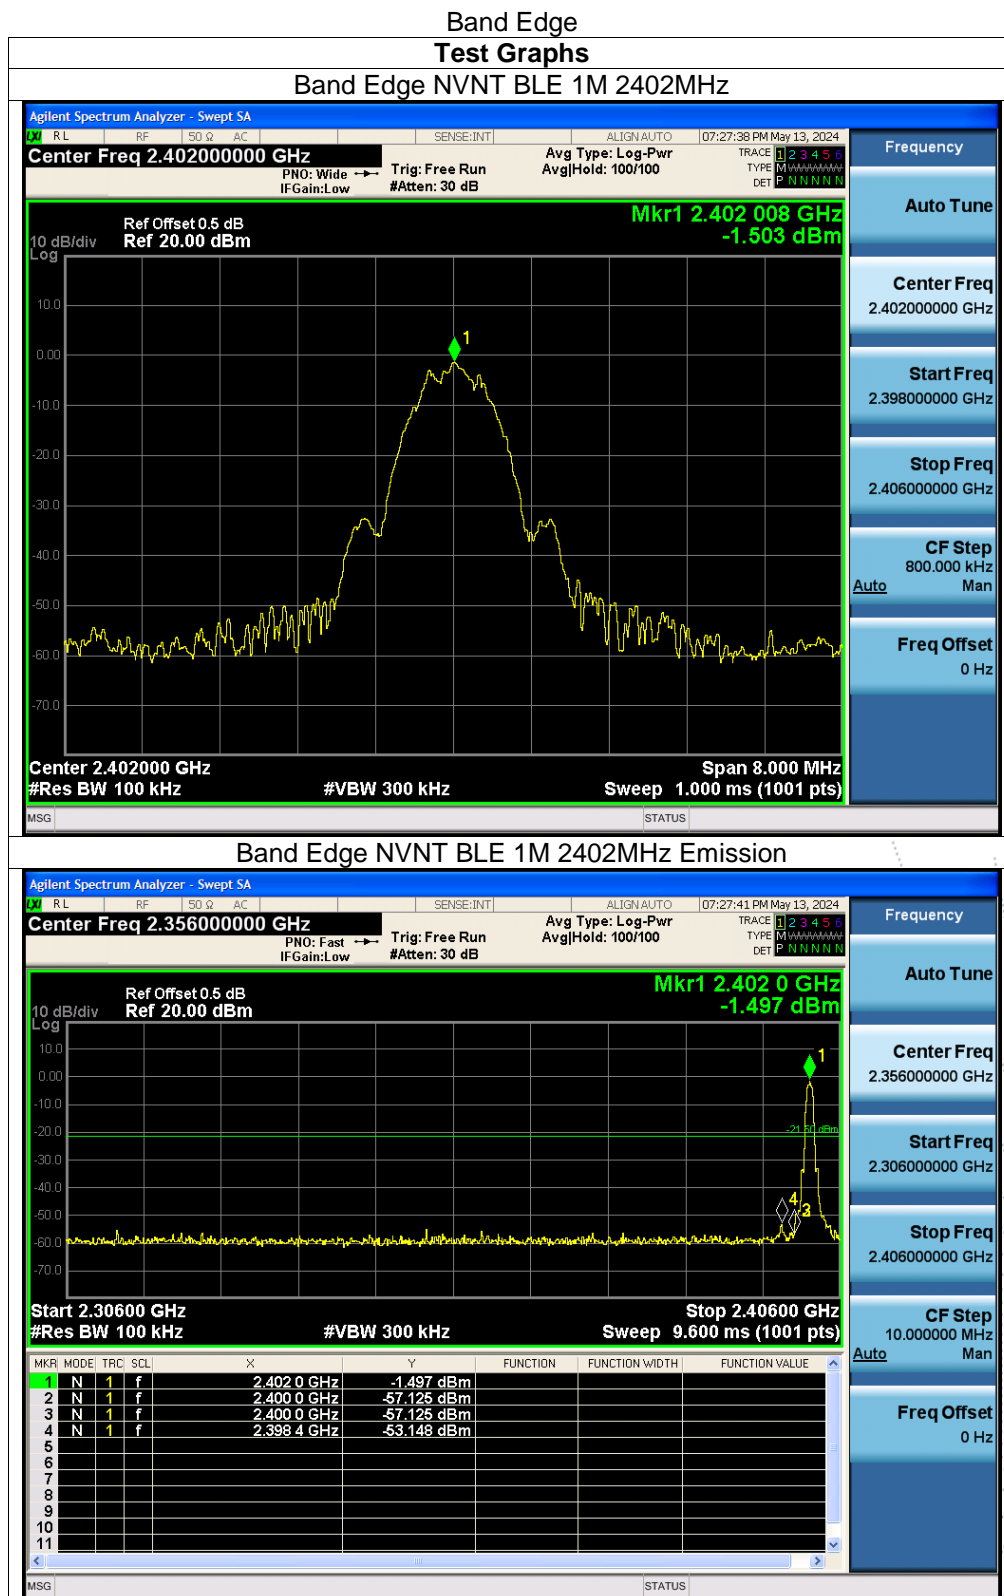 Band Edge
Test Graphs
Band Edge NVNT BLE 1M 2402MHz
Agilent Spectrum Analyzer - Swept SA
LXI RL RF 50 Ω AC SENSE:INT ALIGN AUTO 07:27:38 PM May 13, 2024
Center Freq 2.402000000 GHz Avg Type: Log-Pwr TRACE 1 2 3 4 5 6
PNO: Wide Trig: Free Run Avg|Hold: 100/100 TYPE M WWWWW
IFGain:Low #Atten: 30 dB DET P N N N N N
Frequency
Auto Tune
Center Freq
2.402000000 GHz
Start Freq
2.398000000 GHz
Stop Freq
2.406000000 GHz
CF Step
800.000 kHz
Auto Man
Freq Offset
0 Hz
Mkr1 2.402 008 GHz
-1.503 dBm
Ref Offset 0.5 dB
10 dB/div Ref 20.00 dBm
Log
10.0
0.00
-10.0
-20.0
-30.0
-40.0
-50.0
-60.0
-70.0
1
Center 2.402000 GHz Span 8.000 MHz
#Res BW 100 kHz #VBW 300 kHz Sweep 1.000 ms (1001 pts)
MSG STATUS
Band Edge NVNT BLE 1M 2402MHz Emission
Agilent Spectrum Analyzer - Swept SA
LXI RL RF 50 Ω AC SENSE:INT ALIGN AUTO 07:27:41 PM May 13, 2024
Center Freq 2.356000000 GHz Avg Type: Log-Pwr TRACE 1 2 3 4 5 6
PNO: Fast Trig: Free Run Avg|Hold: 100/100 TYPE M WWWWW
IFGain:Low #Atten: 30 dB DET P N N N N N
Frequency
Auto Tune
Center Freq
2.356000000 GHz
Start Freq
2.306000000 GHz
Stop Freq
2.406000000 GHz
CF Step
10.000000 MHz
Auto Man
Freq Offset
0 Hz
Mkr1 2.402 0 GHz
-1.497 dBm
Ref Offset 0.5 dB
10 dB/div Ref 20.00 dBm
Log
10.0
0.00
-10.0
-20.0
-30.0
-40.0
-50.0
-60.0
-70.0
1
-21.50 dBm
4
3
Start 2.30600 GHz Stop 2.40600 GHz
#Res BW 100 kHz #VBW 300 kHz Sweep 9.600 ms (1001 pts)
MKR MODE TRC SCL X Y FUNCTION FUNCTION WIDTH FUNCTION VALUE
1 N 1 f 2.402 0 GHz -1.497 dBm
2 N 1 f 2.400 0 GHz -57.125 dBm
3 N 1 f 2.400 0 GHz -57.125 dBm
4 N 1 f 2.398 4 GHz -53.148 dBm
5
6
7
8
9
10
11
MSG STATUS